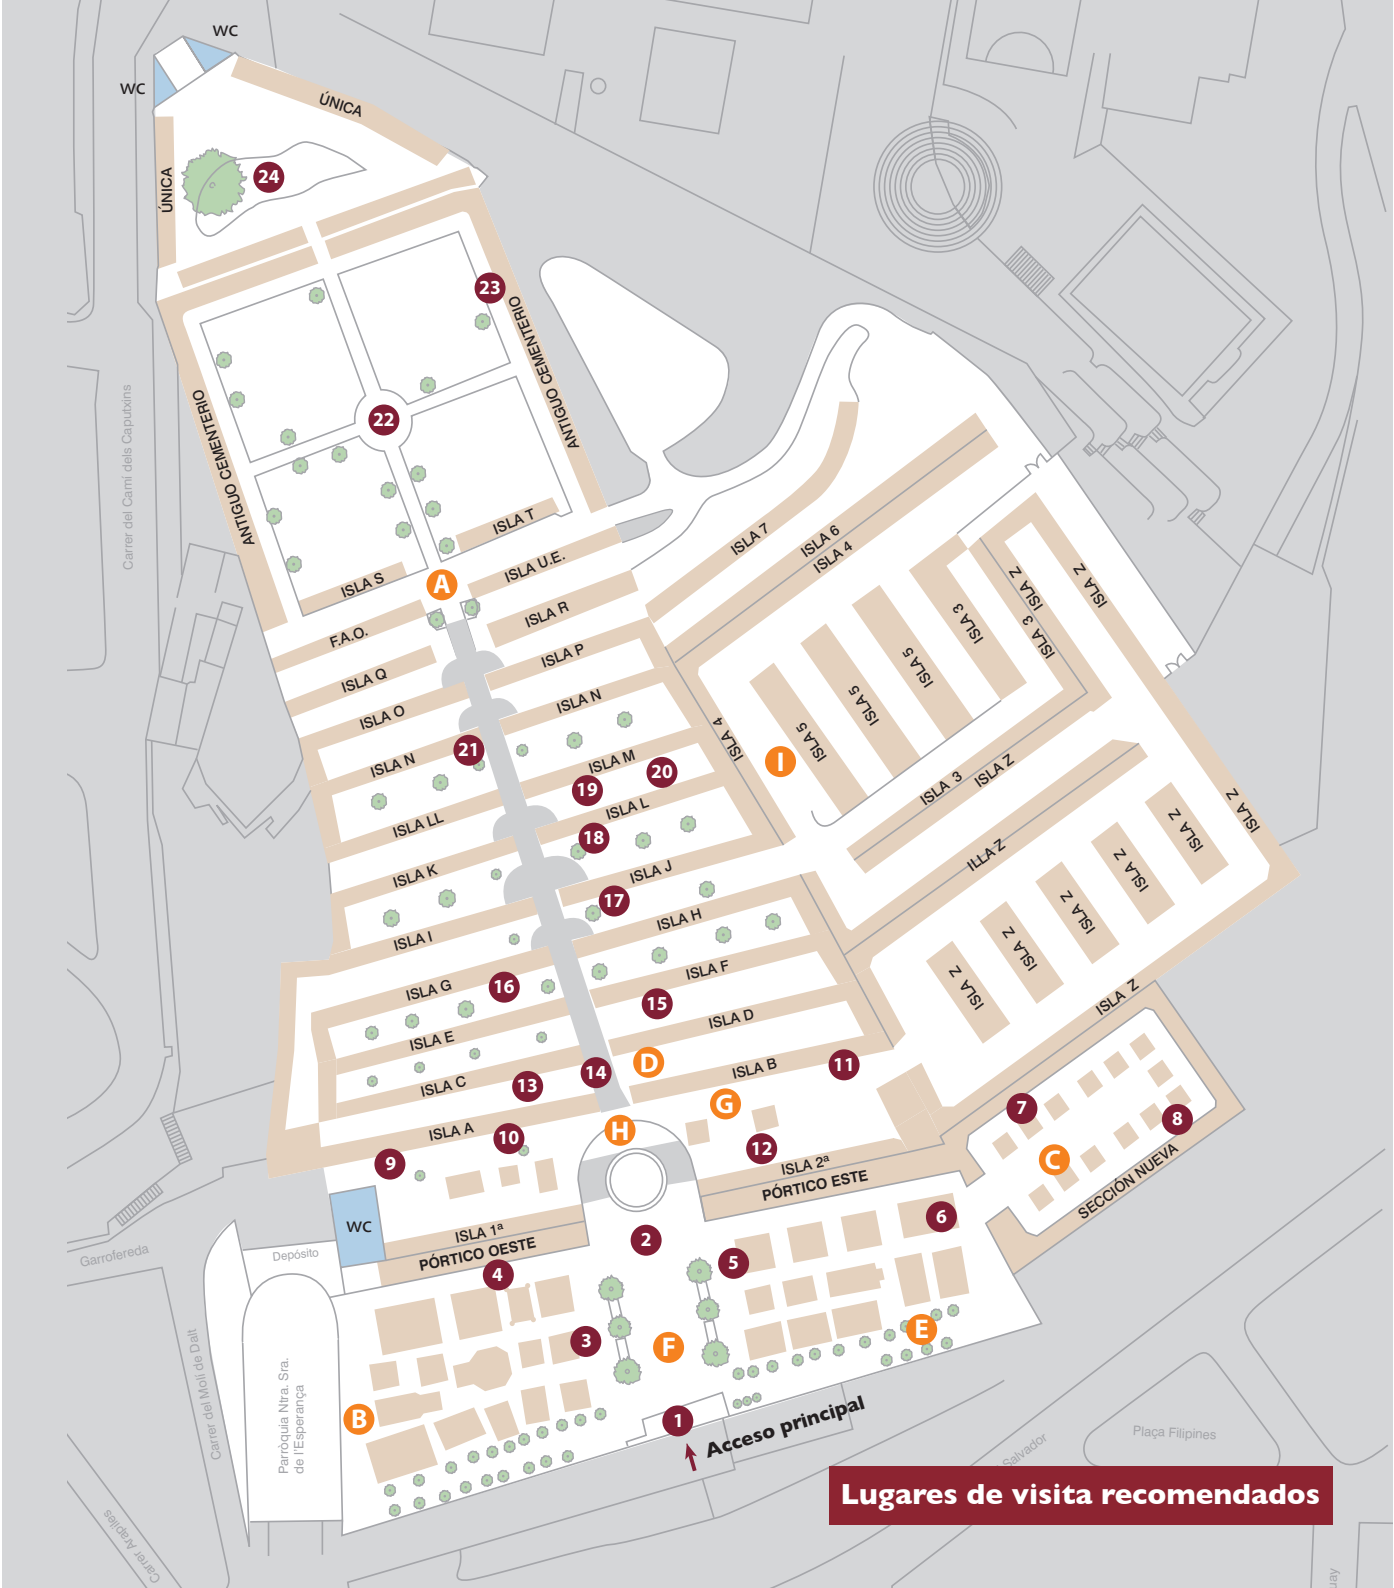 WC
WC
ÚNICA
ÚNICA
24
23
ANTIGUO CEMENTERIO
ANTIGUO CEMENTERIO
Carrer del Camí dels Caputxins
22
ISLA T
ISLA S
A
ISLA U.E.
F.A.O.
ISLA R
ISLA Q
ISLA P
ISLA O
ISLA N
ISLA N
21
ISLA M
19
20
ISLA LL
ISLA L
18
ISLA K
ISLA J
17
ISLA I
ISLA H
ISLA G
16
ISLA F
15
ISLA E
ISLA D
ISLA C
13
14
D
ISLA B
11
ISLA A
10
9
G
H
12
ISLA 7
ISLA 6
ISLA 4
ISLA 4
I
ISLA 5
ISLA 5
ISLA 5
ISLA 3
ISLA 3
ISLA Z
ISLA Z
ISLA 3
ISLA Z
ILLA Z
ISLA Z
ISLA Z
ISLA Z
ISLA Z
ISLA Z
ISLA Z
ISLA Z
7
8
C
SECCIÓN NUEVA
ISLA 2ª
PÓRTICO ESTE
WC
ISLA 1ª
PÓRTICO OESTE
2
4
5
6
3
F
E
B
1
Acceso principal
Garrofereda
Depósito
Carrer del Molí de Dalt
Parròquia Ntra. Sra.
de l'Esperança
Carrer Arapiles
Salvador
Plaça Filipines
Lugares de visita recomendados